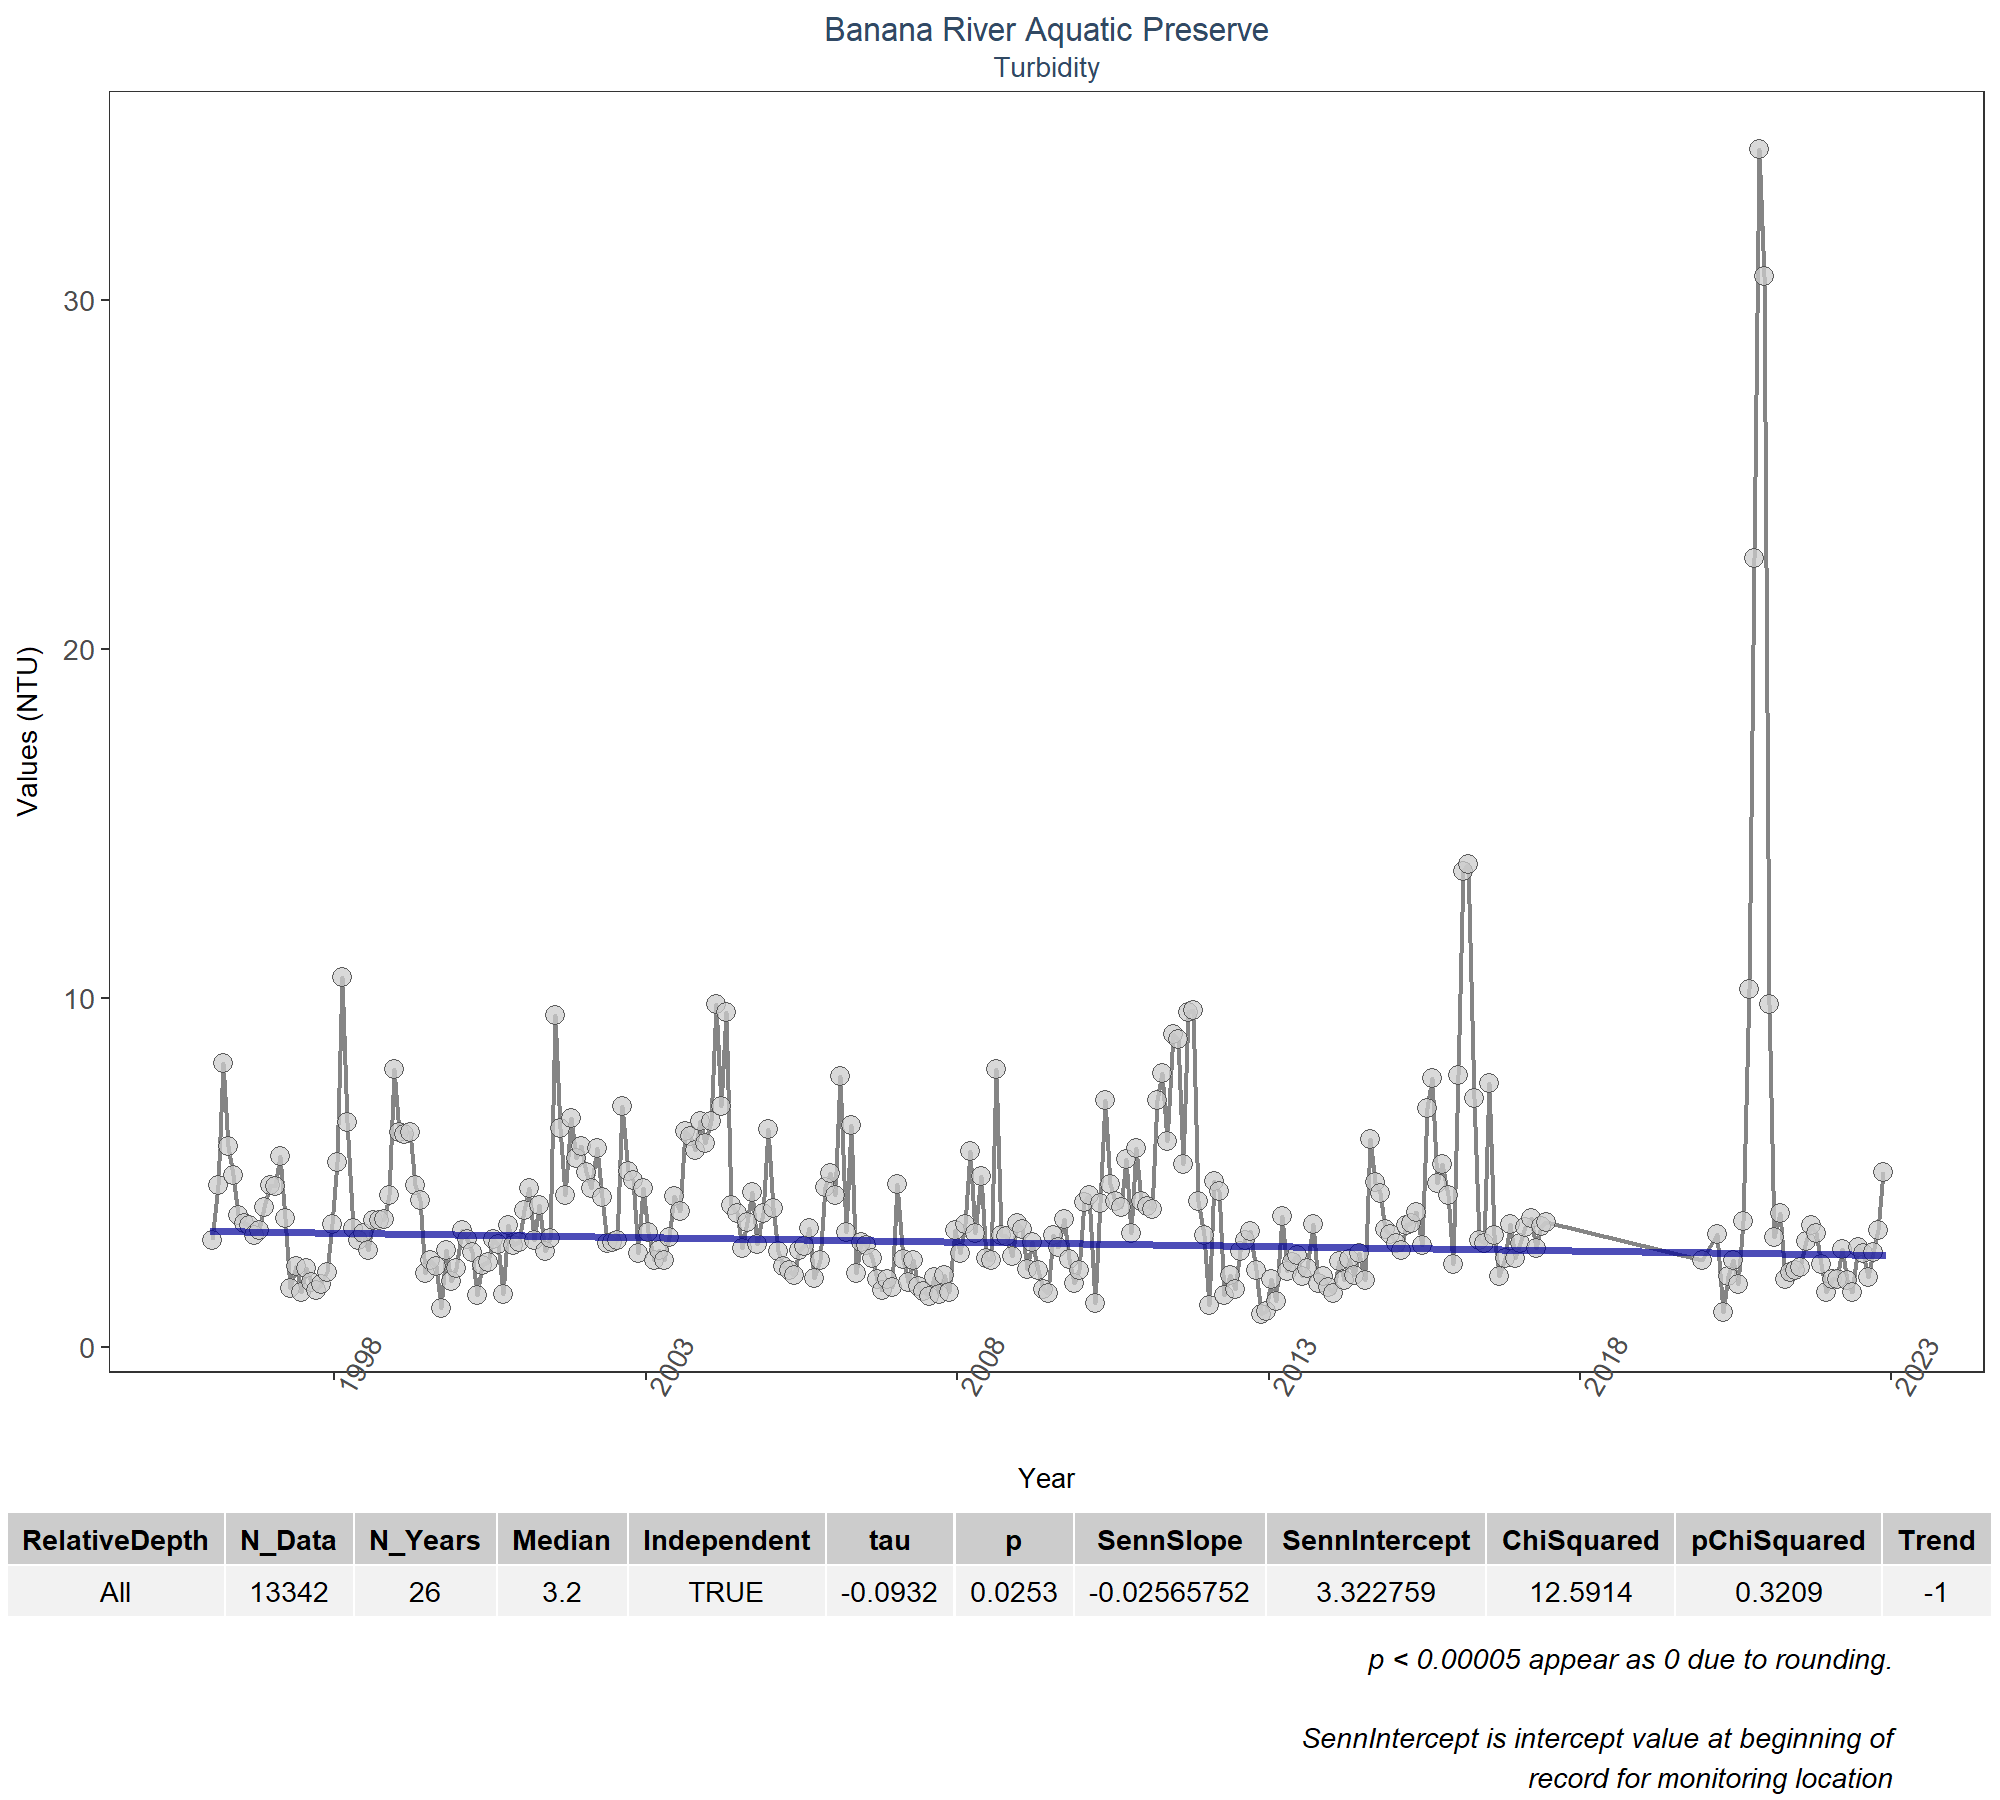 Banana River Aquatic Preserve
Turbidity
Values (NTU)
30
20
10
0
1998 2003 2008 2013 2018 2023
Year
RelativeDepth N_Data N_Years Median Independent tau p SennSlope SennIntercept ChiSquared pChiSquared Trend
All 13342 26 3.2 TRUE -0.0932 0.0253 -0.02565752 3.322759 12.5914 0.3209 -1
p < 0.00005 appear as 0 due to rounding.
SennIntercept is intercept value at beginning of
record for monitoring location